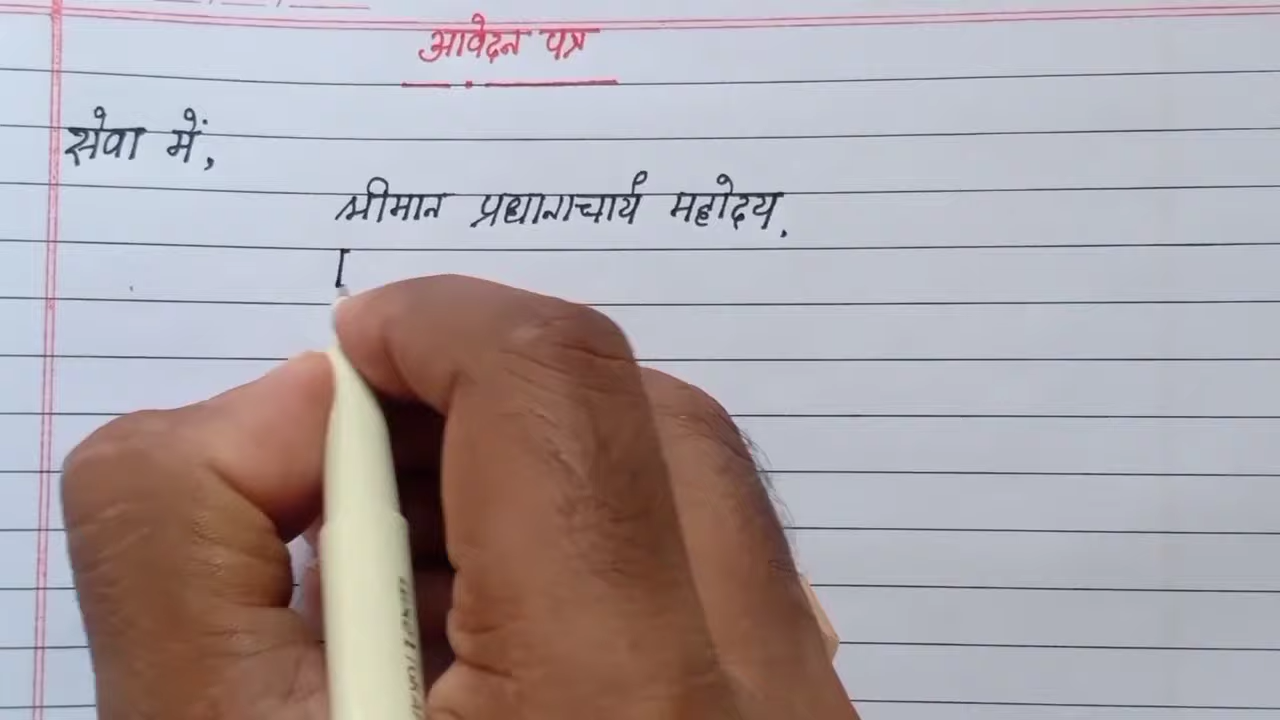 आवेदन पत्र
सेवा में,
श्रीमान प्रधानाचार्य महोदय,